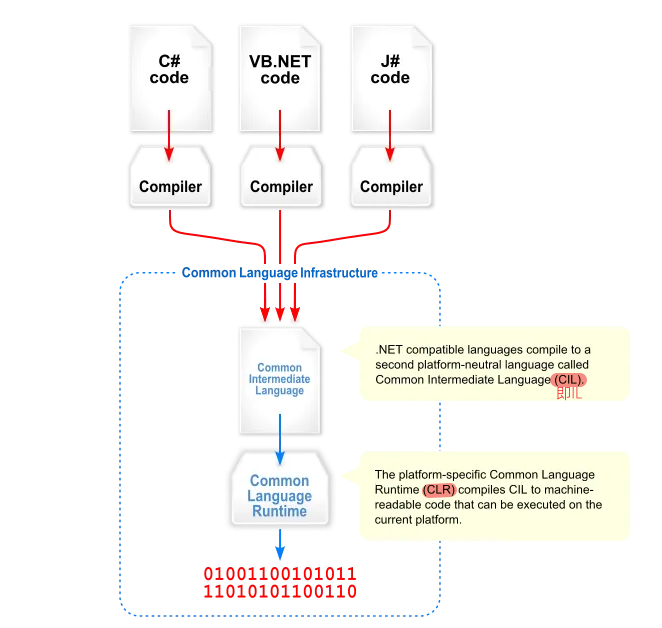 C#
code
VB.NET
code
J#
code
Compiler
Compiler
Compiler
Common Language Infrastructure
Common
Intermediate
Language
.NET compatible languages compile to a
second platform-neutral language called
Common Intermediate Language (CIL).
即IL
Common
Language
Runtime
The platform-specific Common Language
Runtime (CLR) compiles CIL to machine-
readable code that can be executed on the
current platform.
01001100101011
11010101100110